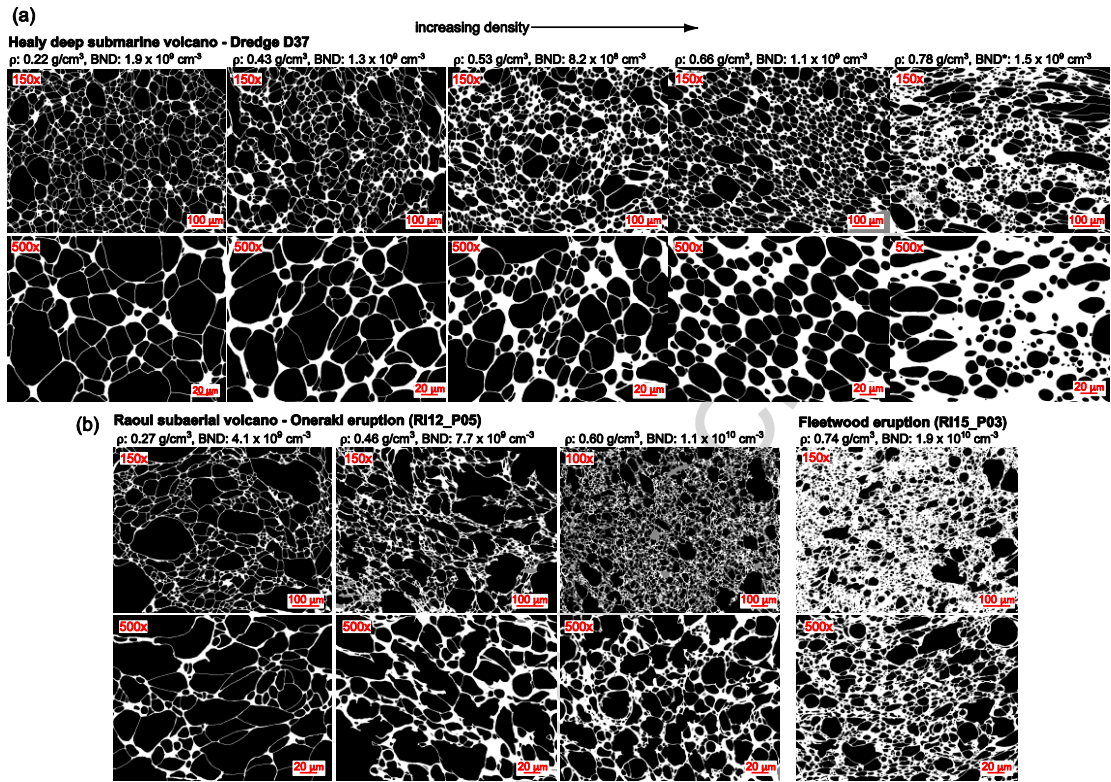 (a)
increasing density
Healy deep submarine volcano - Dredge D37
ρ: 0.22 g/cm³, BND: 1.9 x 10⁹ cm⁻³
ρ: 0.43 g/cm³, BND: 1.3 x 10⁹ cm⁻³
ρ: 0.53 g/cm³, BND: 8.2 x 10⁸ cm⁻³
ρ: 0.66 g/cm³, BND: 1.1 x 10⁹ cm⁻³
ρ: 0.78 g/cm³, BND*: 1.5 x 10⁹ cm⁻³
150x
150x
150x
150x
150x
100 µm
100 µm
100 µm
100 µm
100 µm
500x
500x
500x
500x
500x
20 µm
20 µm
20 µm
20 µm
20 µm
(b)
Raoul subaerial volcano - Oneraki eruption (RI12_P05)
Fleetwood eruption (RI15_P03)
ρ: 0.27 g/cm³, BND: 4.1 x 10⁹ cm⁻³
ρ: 0.46 g/cm³, BND: 7.7 x 10⁹ cm⁻³
ρ: 0.60 g/cm³, BND: 1.1 x 10¹⁰ cm⁻³
ρ: 0.74 g/cm³, BND: 1.9 x 10¹⁰ cm⁻³
150x
150x
100x
150x
100 µm
100 µm
100 µm
100 µm
500x
500x
500x
500x
20 µm
20 µm
20 µm
20 µm